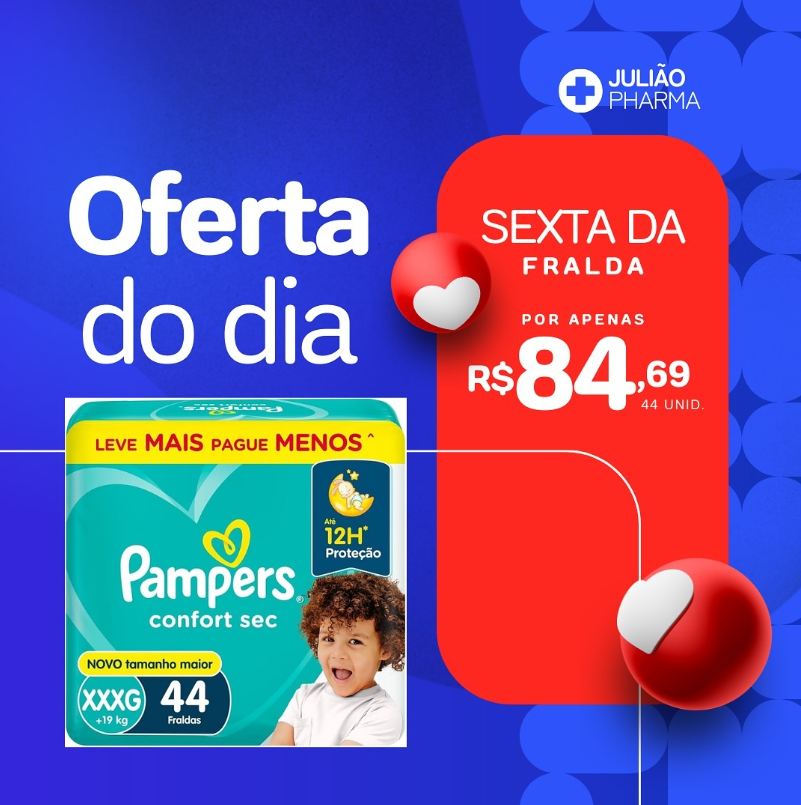 JULIÃO
PHARMA
Oferta
do dia
SEXTA DA
FRALDA
POR APENAS
R$84,69
44 UNID.
Pampers
LEVE MAIS PAGUE MENOS^
Até
12H*
Proteção
Pampers®
confort sec
NOVO tamanho maior
XXXG
+19 kg
44
Fraldas